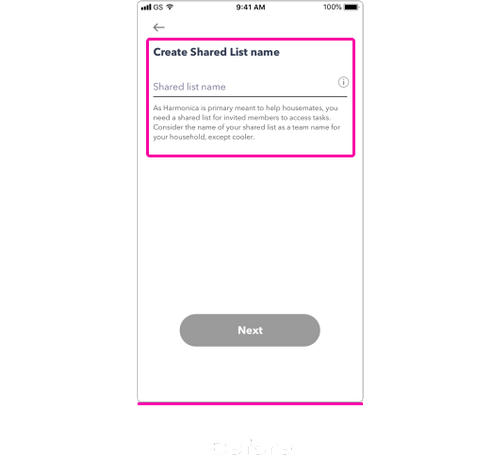 GS 9:41 AM 100%
Create Shared List name
Shared list name
As Harmonica is primary meant to help housemates, you
need a shared list for invited members to access tasks.
Consider the name of your shared list as a team name for
your household, except cooler.
Next